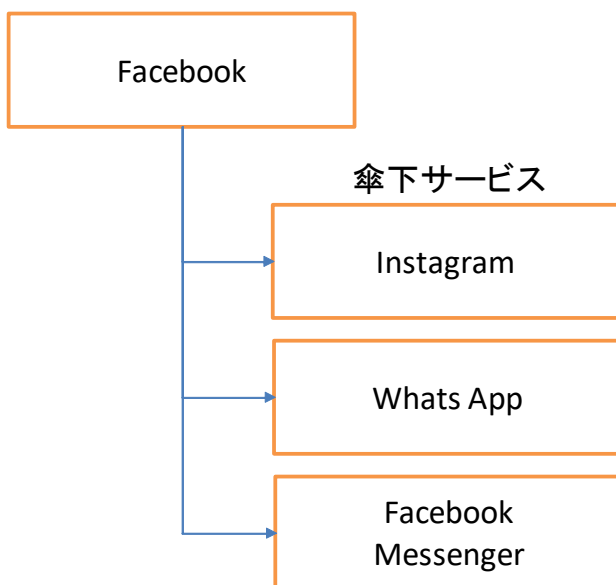 Facebook
傘下サービス
Instagram
Whats App
Facebook
Messenger